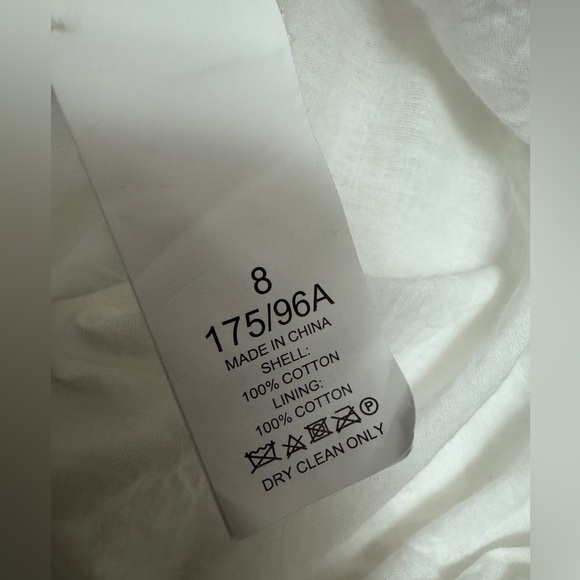 8
175/96A
MADE IN CHINA
SHELL:
100% COTTON
LINING:
100% COTTON
P
DRY CLEAN ONLY